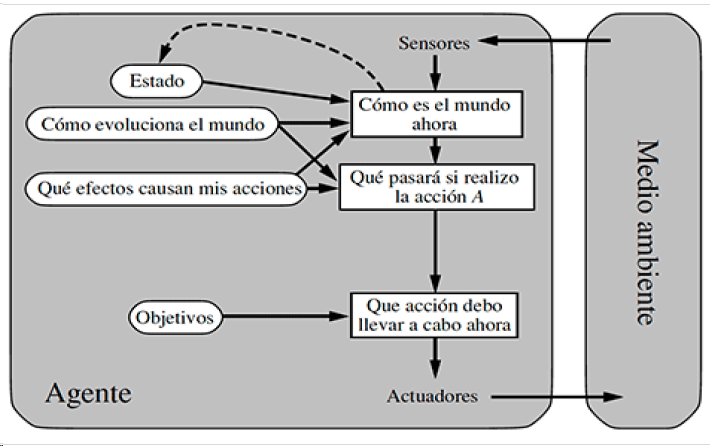 Sensores
Estado
Cómo es el mundo
ahora
Cómo evoluciona el mundo
Qué efectos causan mis acciones
Qué pasará si realizo
la acción A
Objetivos
Que acción debo
llevar a cabo ahora
Agente
Actuadores
Medio ambiente